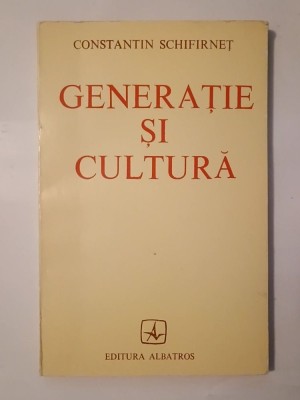 CONSTANTIN SCHIFIRNEȚ
GENERAȚIE
ȘI
CULTURĂ
EDITURA ALBATROS